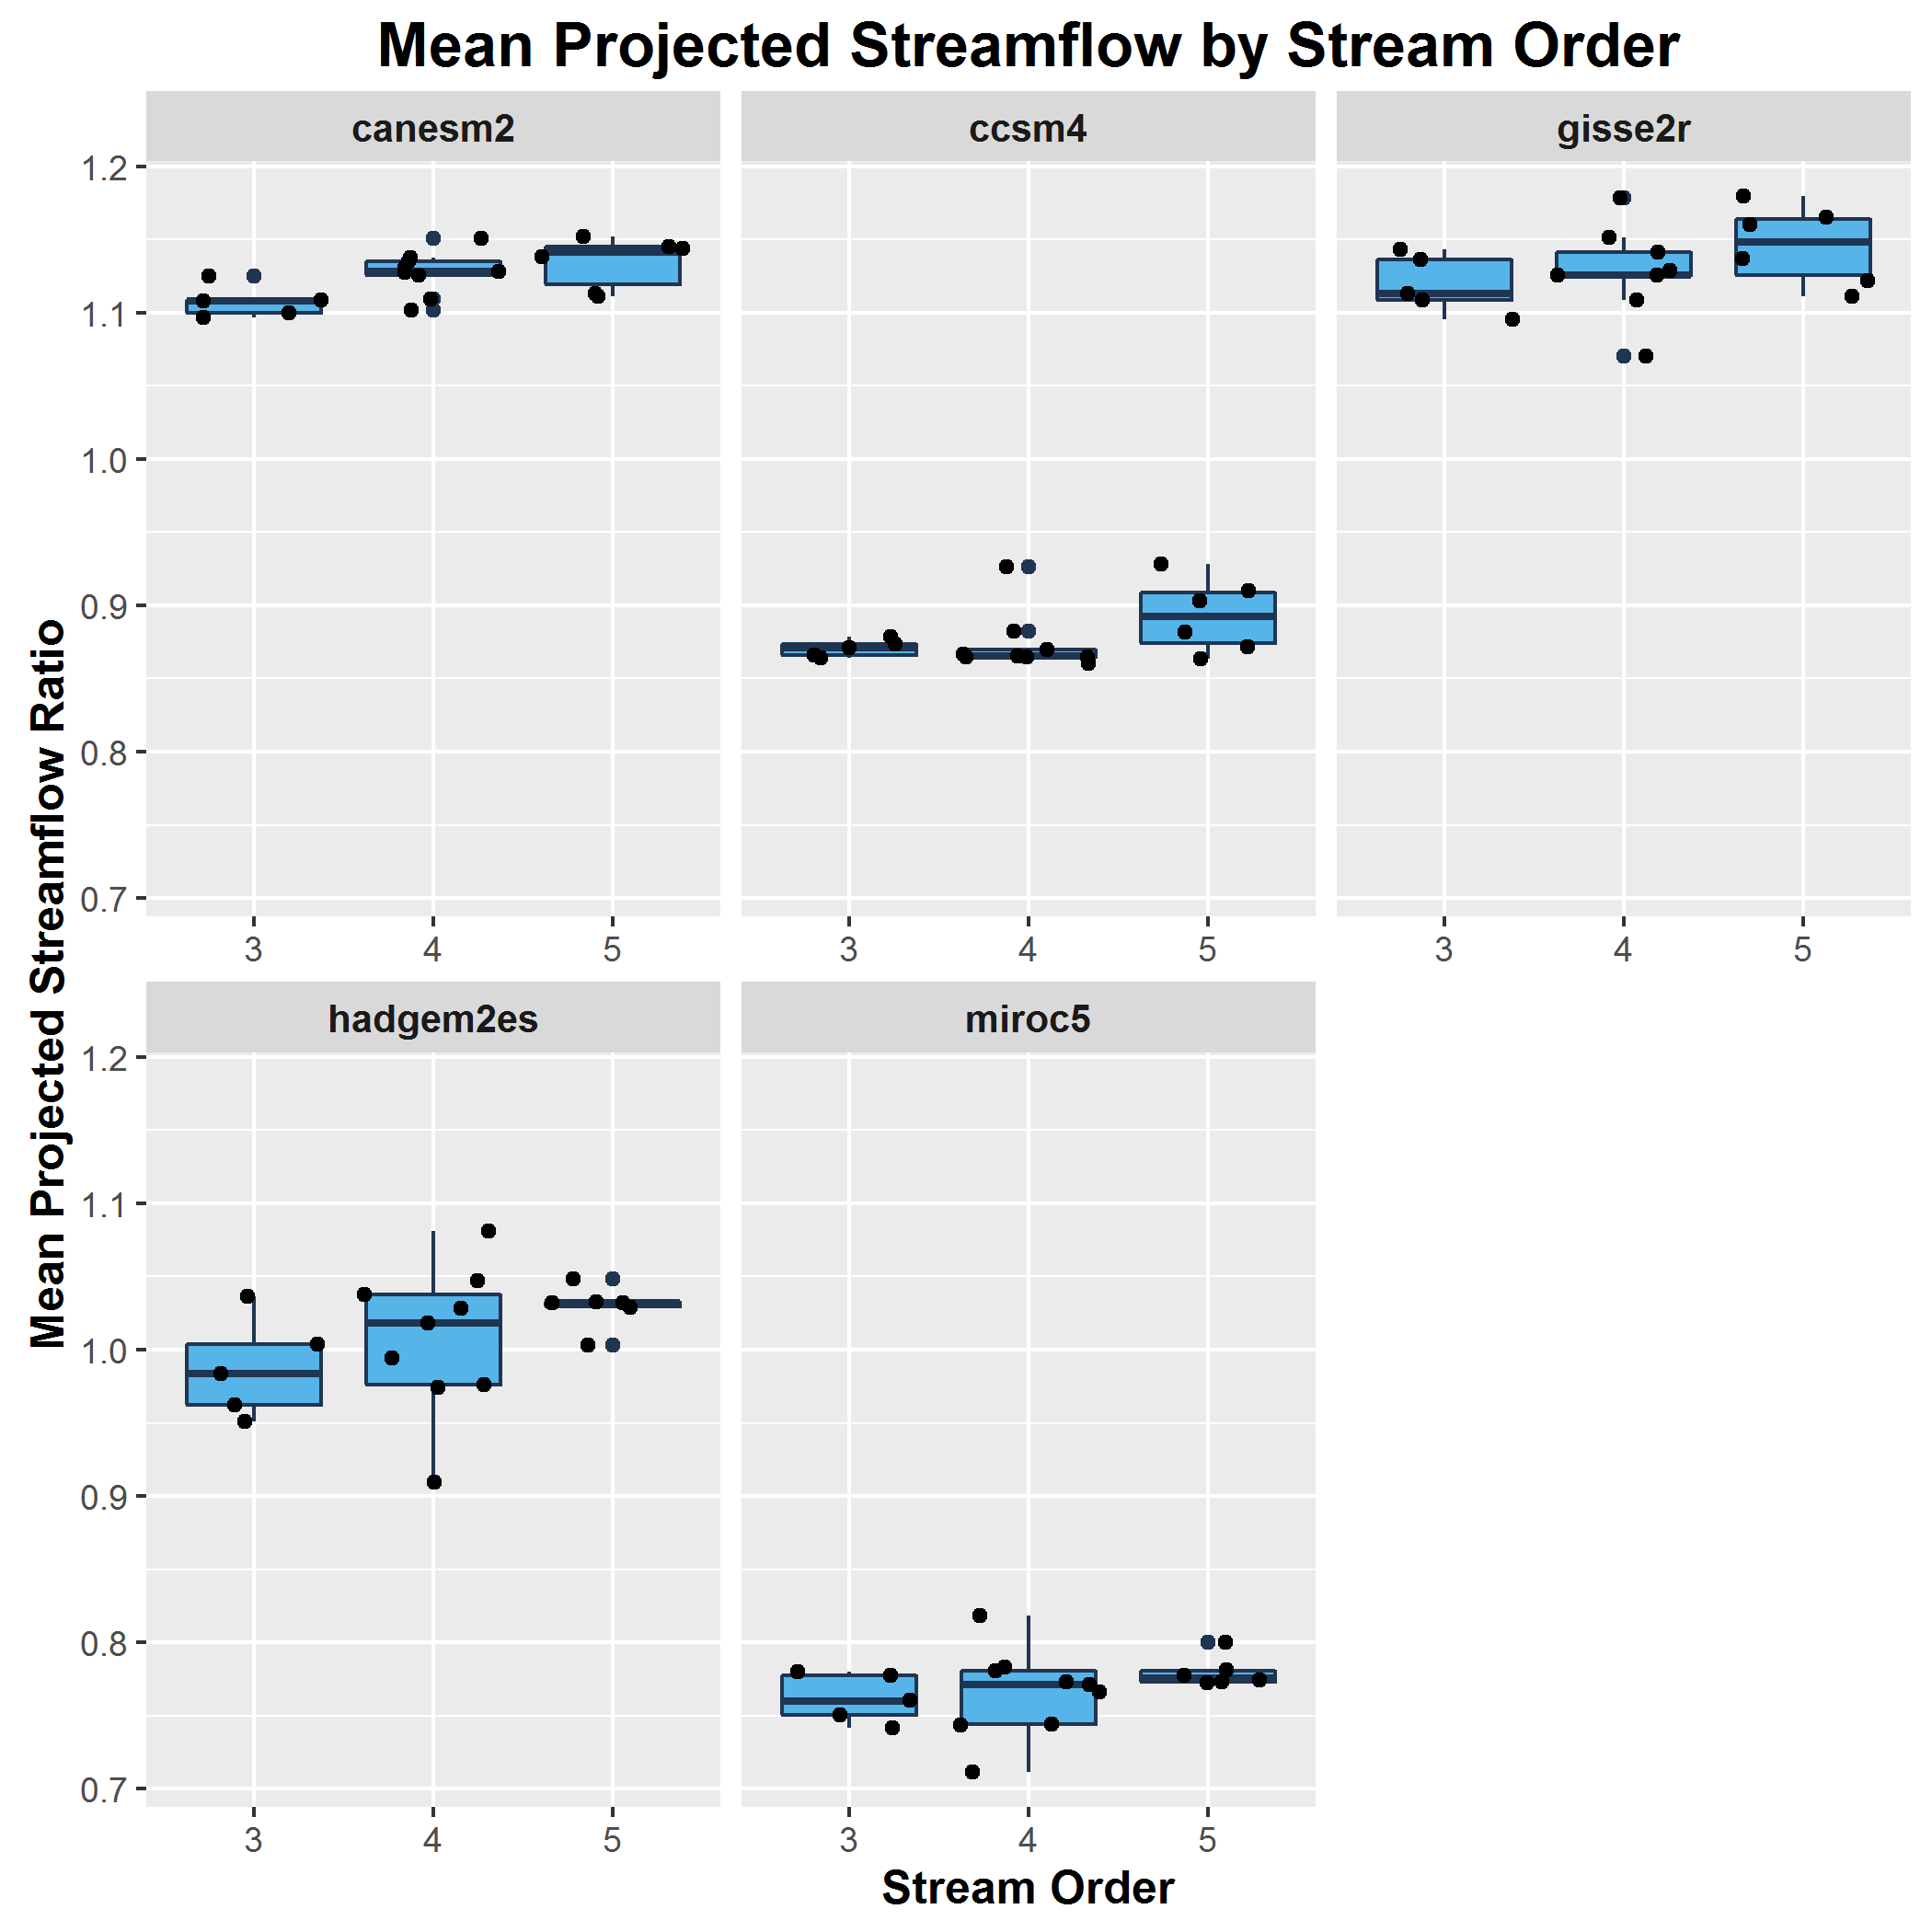 Mean Projected Streamflow by Stream Order
canesm2 ccsm4 gisse2r
1.2
1.1
1.0
0.9
0.8
0.7
3 4 5 3 4 5 3 4 5
Mean Projected Streamflow Ratio
hadgem2es miroc5
1.2
1.1
1.0
0.9
0.8
0.7
3 4 5 3 4 5
Stream Order